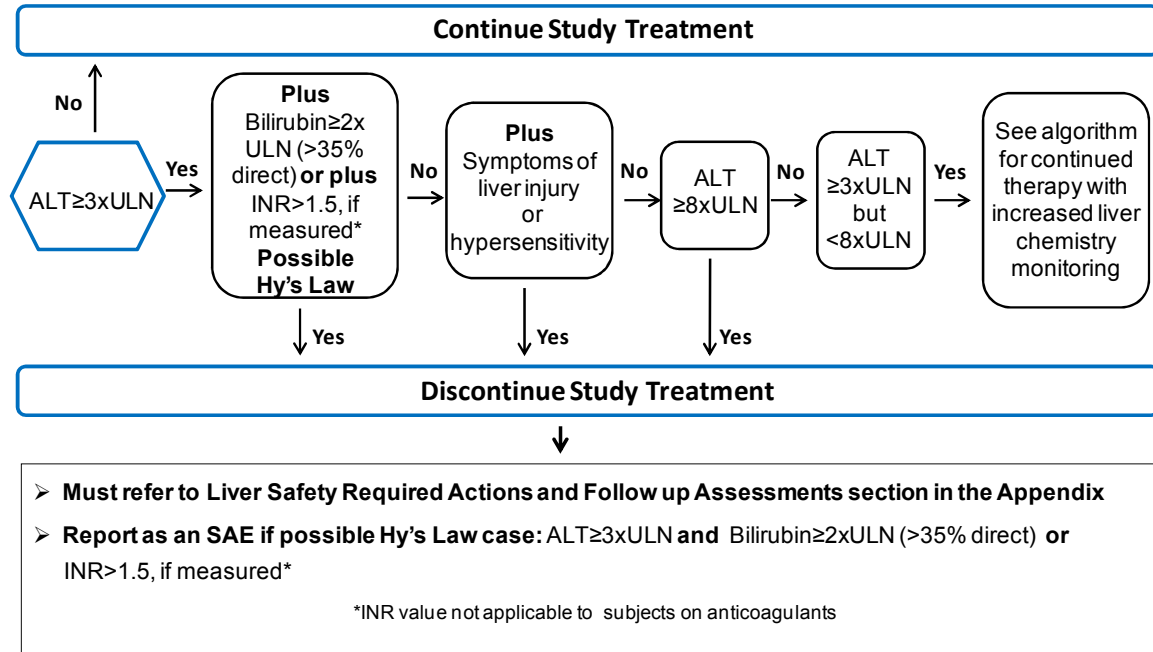 Continue Study Treatment
No
ALT≥3xULN
Yes
Plus
Bilirubin≥2x
ULN (>35%
direct) or plus
INR>1.5, if
measured*
Possible
Hy's Law
No
Yes
Plus
Symptoms of
liver injury
or
hypersensitivity
No
Yes
ALT
≥8xULN
No
Yes
ALT
≥3xULN
but
<8xULN
Yes
See algorithm
for continued
therapy with
increased liver
chemistry
monitoring
Discontinue Study Treatment
➢ Must refer to Liver Safety Required Actions and Follow up Assessments section in the Appendix
➢ Report as an SAE if possible Hy's Law case: ALT≥3xULN and Bilirubin≥2xULN (>35% direct) or
INR>1.5, if measured*
*INR value not applicable to subjects on anticoagulants